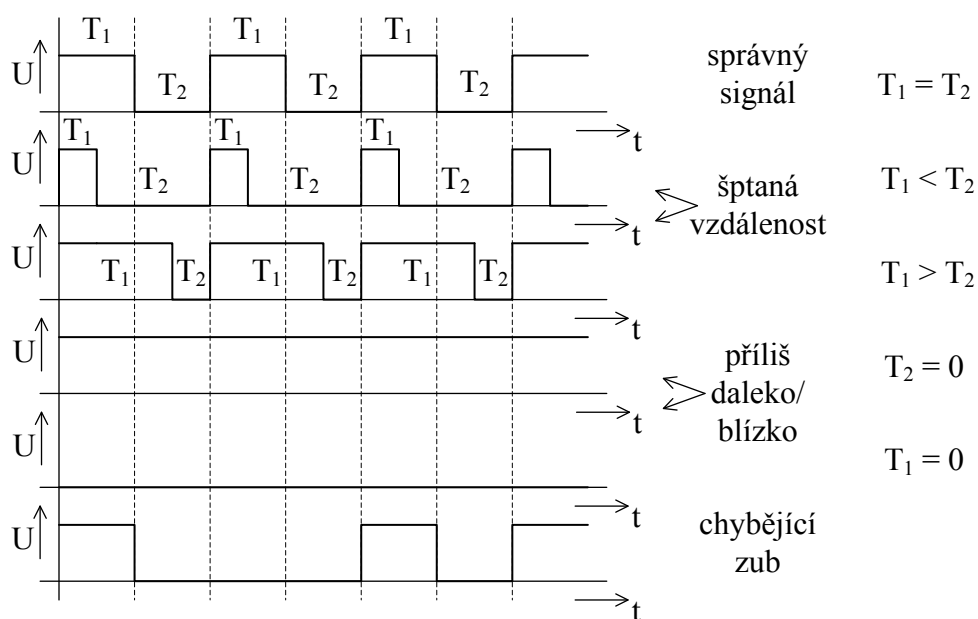 T₁ T₁ T₁
U
T₂ T₂ T₂
správný
signál
T₁ = T₂
t
T₁ T₁ T₁
U
T₂ T₂ T₂
šptaná
vzdálenost
T₁ < T₂
t
U
T₁ T₂ T₁ T₂ T₁ T₂
T₁ > T₂
t
U
příliš
daleko/
blízko
T₂ = 0
t
U
T₁ = 0
t
U
chybějící
zub
t